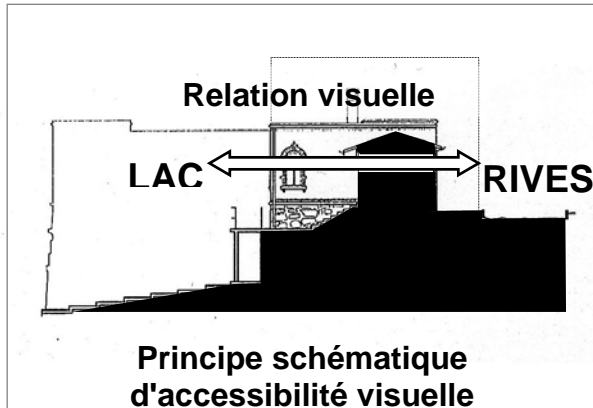 Relation visuelle
LAC
RIVES
Principe schématique
d'accessibilité visuelle